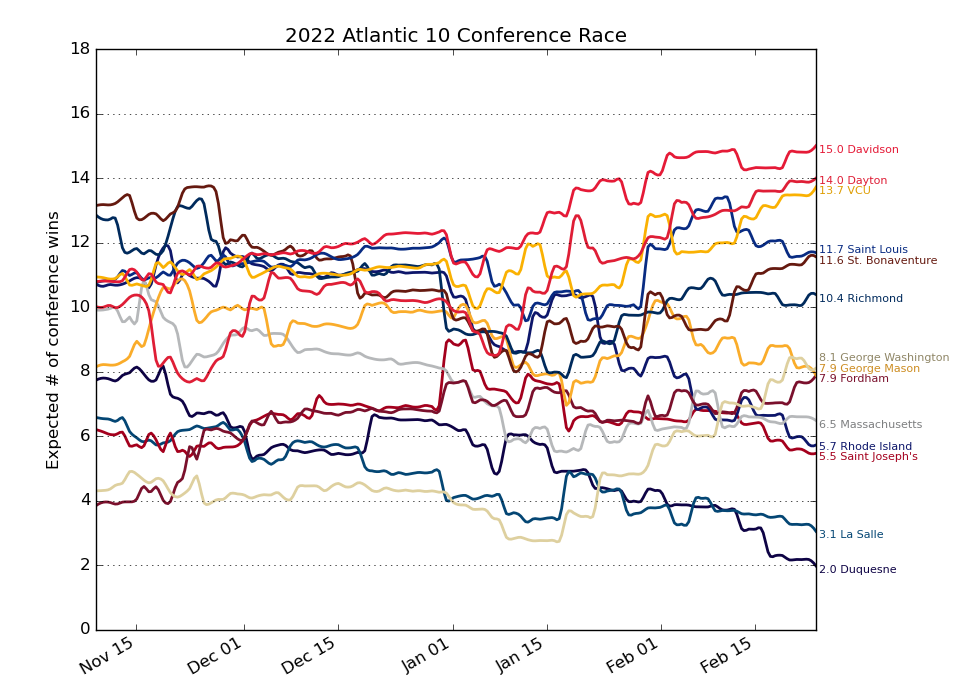 2022 Atlantic 10 Conference Race
Expected # of conference wins
18
16
14
12
10
8
6
4
2
0
Nov 15
Dec 01
Dec 15
Jan 01
Jan 15
Feb 01
Feb 15
15.0 Davidson
14.0 Dayton
13.7 VCU
11.7 Saint Louis
11.6 St. Bonaventure
10.4 Richmond
8.1 George Washington
7.9 George Mason
7.9 Fordham
6.5 Massachusetts
5.7 Rhode Island
5.5 Saint Joseph's
3.1 La Salle
2.0 Duquesne